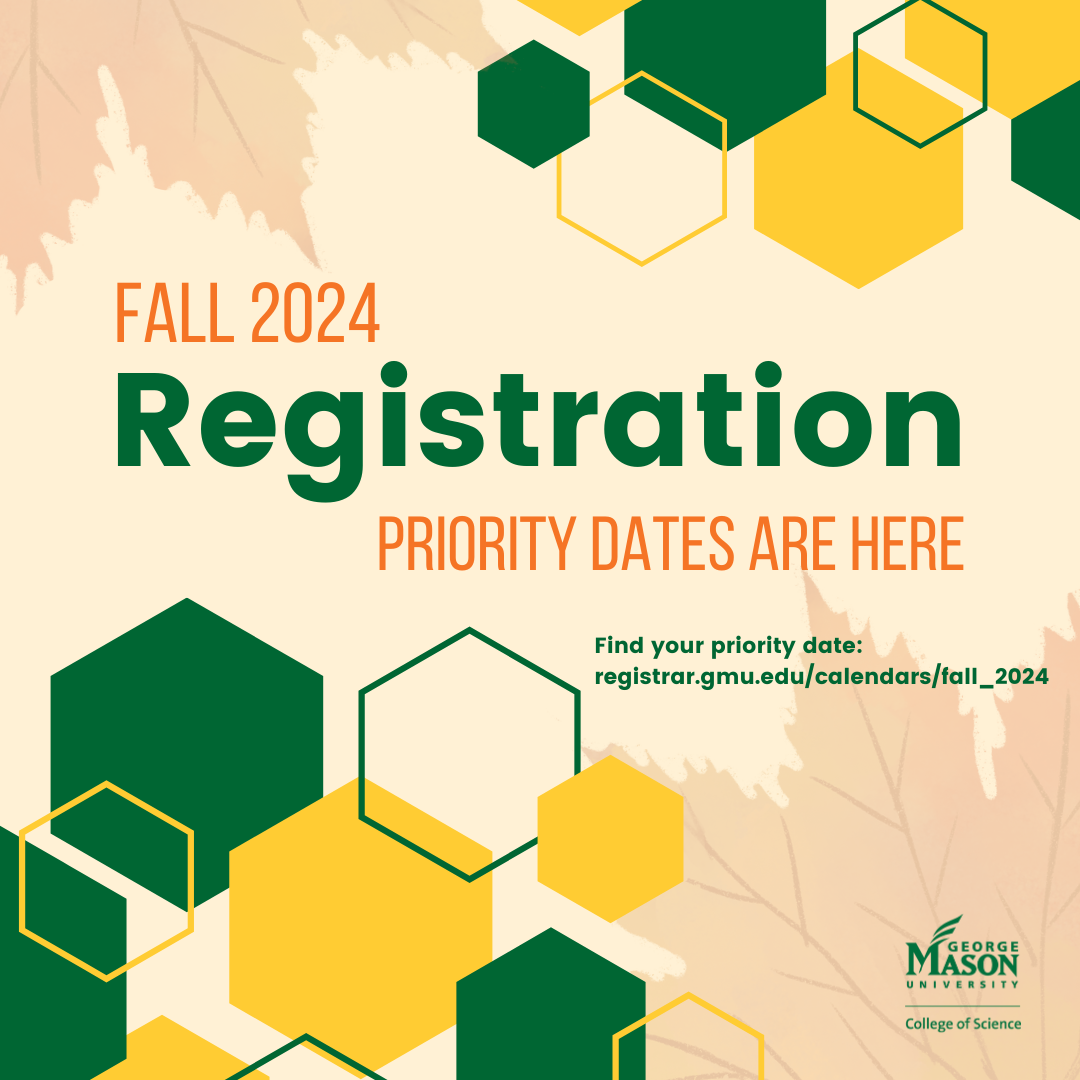 FALL 2024
Registration
PRIORITY DATES ARE HERE
Find your priority date:
registrar.gmu.edu/calendars/fall_2024
GEORGE
MASON
UNIVERSITY
College of Science